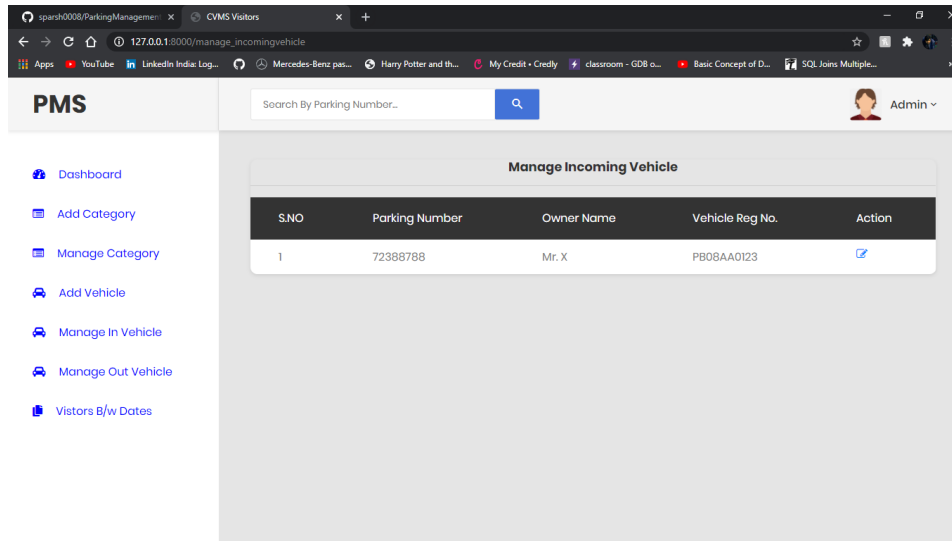 sparsh0008/ParkingManagement
CVMS Visitors
127.0.0.1:8000/manage_incomingvehicle
Apps
YouTube
LinkedIn India: Log...
Mercedes-Benz pas...
Harry Potter and th...
My Credit • Credly
classroom - GDB o...
Basic Concept of D...
SQL Joins Multiple...
PMS
Search By Parking Number...
Admin
Dashboard
Add Category
Manage Category
Add Vehicle
Manage In Vehicle
Manage Out Vehicle
Vistors B/w Dates
Manage Incoming Vehicle
S.NO Parking Number Owner Name Vehicle Reg No. Action
1 72388788 Mr. X PB08AA0123